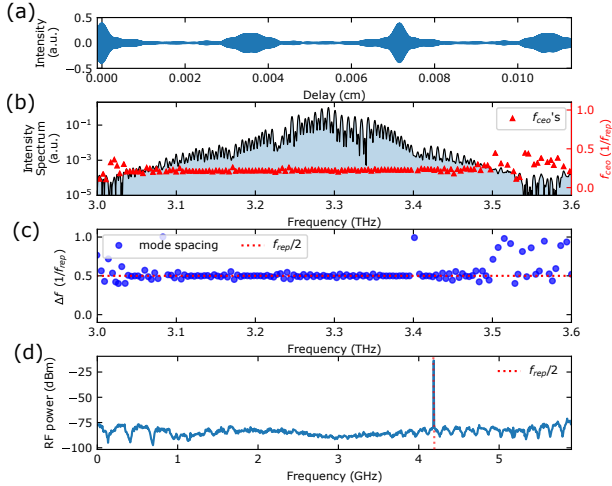 (a)
Intensity
(a.u.)
0.5
0.0
−0.5
0.000
0.002
0.004
0.006
0.008
0.010
Delay (cm)
(b)
Intensity
Spectrum
(a.u.)
10⁻¹
10⁻³
10⁻⁵
f_ceo's
1.0
0.5
0.0
f_ceo (1/f_rep)
3.0
3.1
3.2
3.3
3.4
3.5
3.6
Frequency (THz)
(c)
Δf (1/f_rep)
1.0
0.5
0.0
mode spacing
f_rep/2
3.0
3.1
3.2
3.3
3.4
3.5
3.6
Frequency (THz)
(d)
RF power (dBm)
−25
−50
−75
−100
f_rep/2
0
1
2
3
4
5
Frequency (GHz)